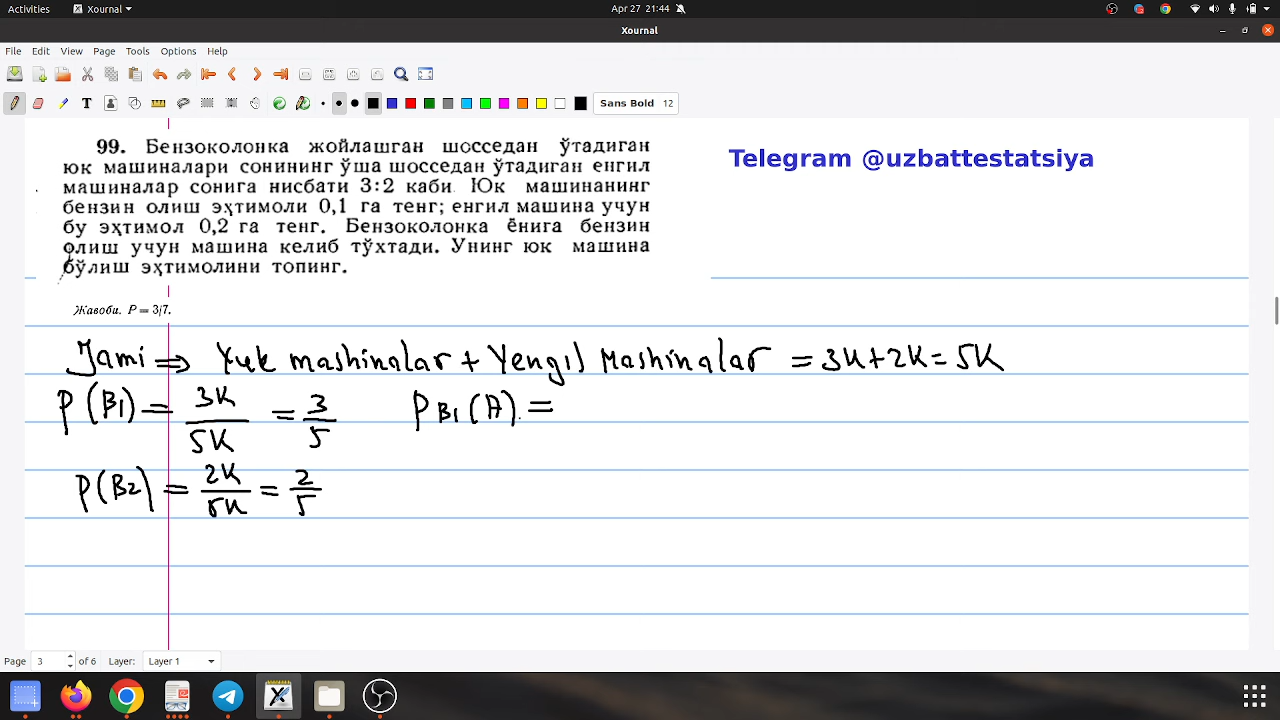 Activities
Xournal
Apr 27 21:44
Xournal
File Edit View Page Tools Options Help
Sans Bold 12
99. Бензоколонка жойлашган шосседан ўтадиган
юк машиналари сонининг ўша шосседан ўтадиган енгил
машиналар сонига нисбати 3:2 каби. Юк машинанинг
бензин олиш эҳтимоли 0,1 га тенг; енгил машина учун
бу эҳтимол 0,2 га тенг. Бензоколонка ёнига бензин
олиш учун машина келиб тўхтади. Унинг юк машина
бўлиш эҳтимолини топинг.
Telegram @uzbattestatsiya
Жавоби. P = 3/7.
Jami ⇒ Yuk mashinalar + Yengil Mashinalar = 3K+2K=5K
P(B1) = 3K/5K = 3/5 PB1(A) =
P(B2) = 2K/5K = 2/5
Page 3 of 6 Layer: Layer 1